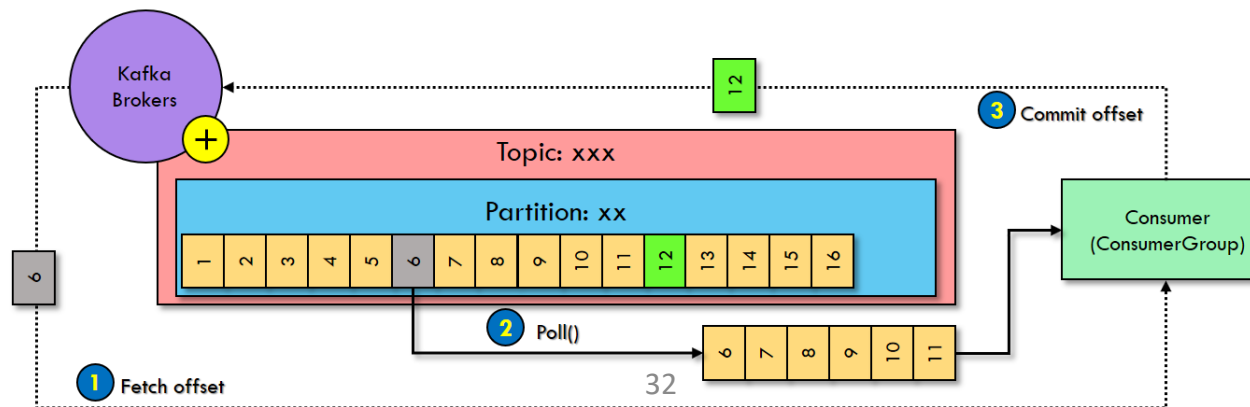 Kafka
Brokers
+
12
3 Commit offset
Topic: xxx
Partition: xx
1 2 3 4 5 6 7 8 9 10 11 12 13 14 15 16
Consumer
(ConsumerGroup)
6
2 Poll()
6 7 8 9 10 11
1 Fetch offset
32